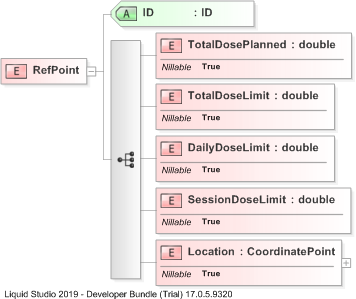 A ID : ID
E RefPoint
E TotalDosePlanned : double
Nillable True
E TotalDoseLimit : double
Nillable True
E DailyDoseLimit : double
Nillable True
E SessionDoseLimit : double
Nillable True
E Location : CoordinatePoint
Nillable True
Liquid Studio 2019 - Developer Bundle (Trial) 17.0.5.9320